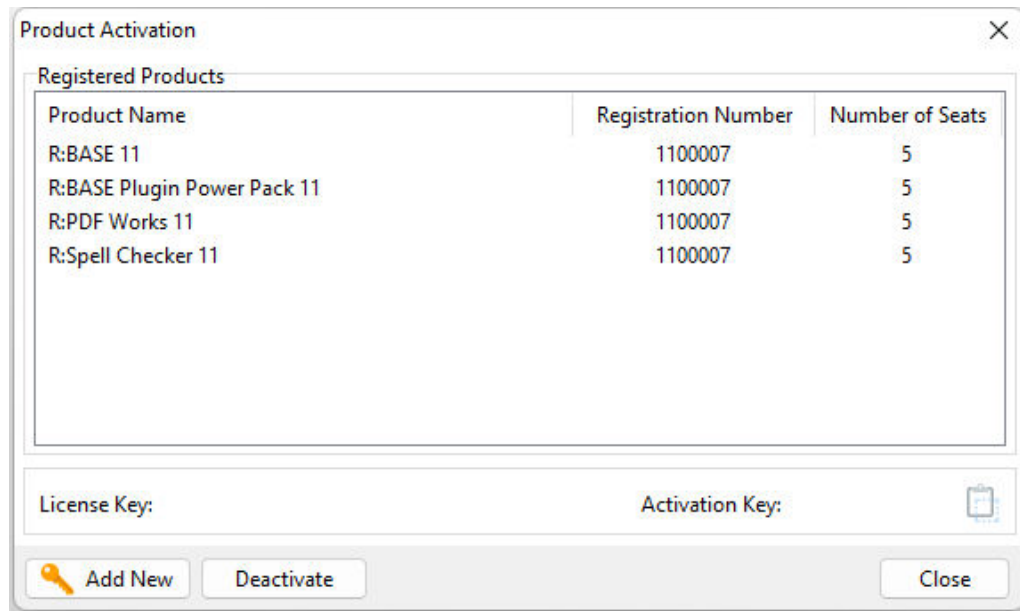 Product Activation
Registered Products
Product Name Registration Number Number of Seats
R:BASE 11 1100007 5
R:BASE Plugin Power Pack 11 1100007 5
R:PDF Works 11 1100007 5
R:Spell Checker 11 1100007 5
License Key: Activation Key:
Add New Deactivate Close